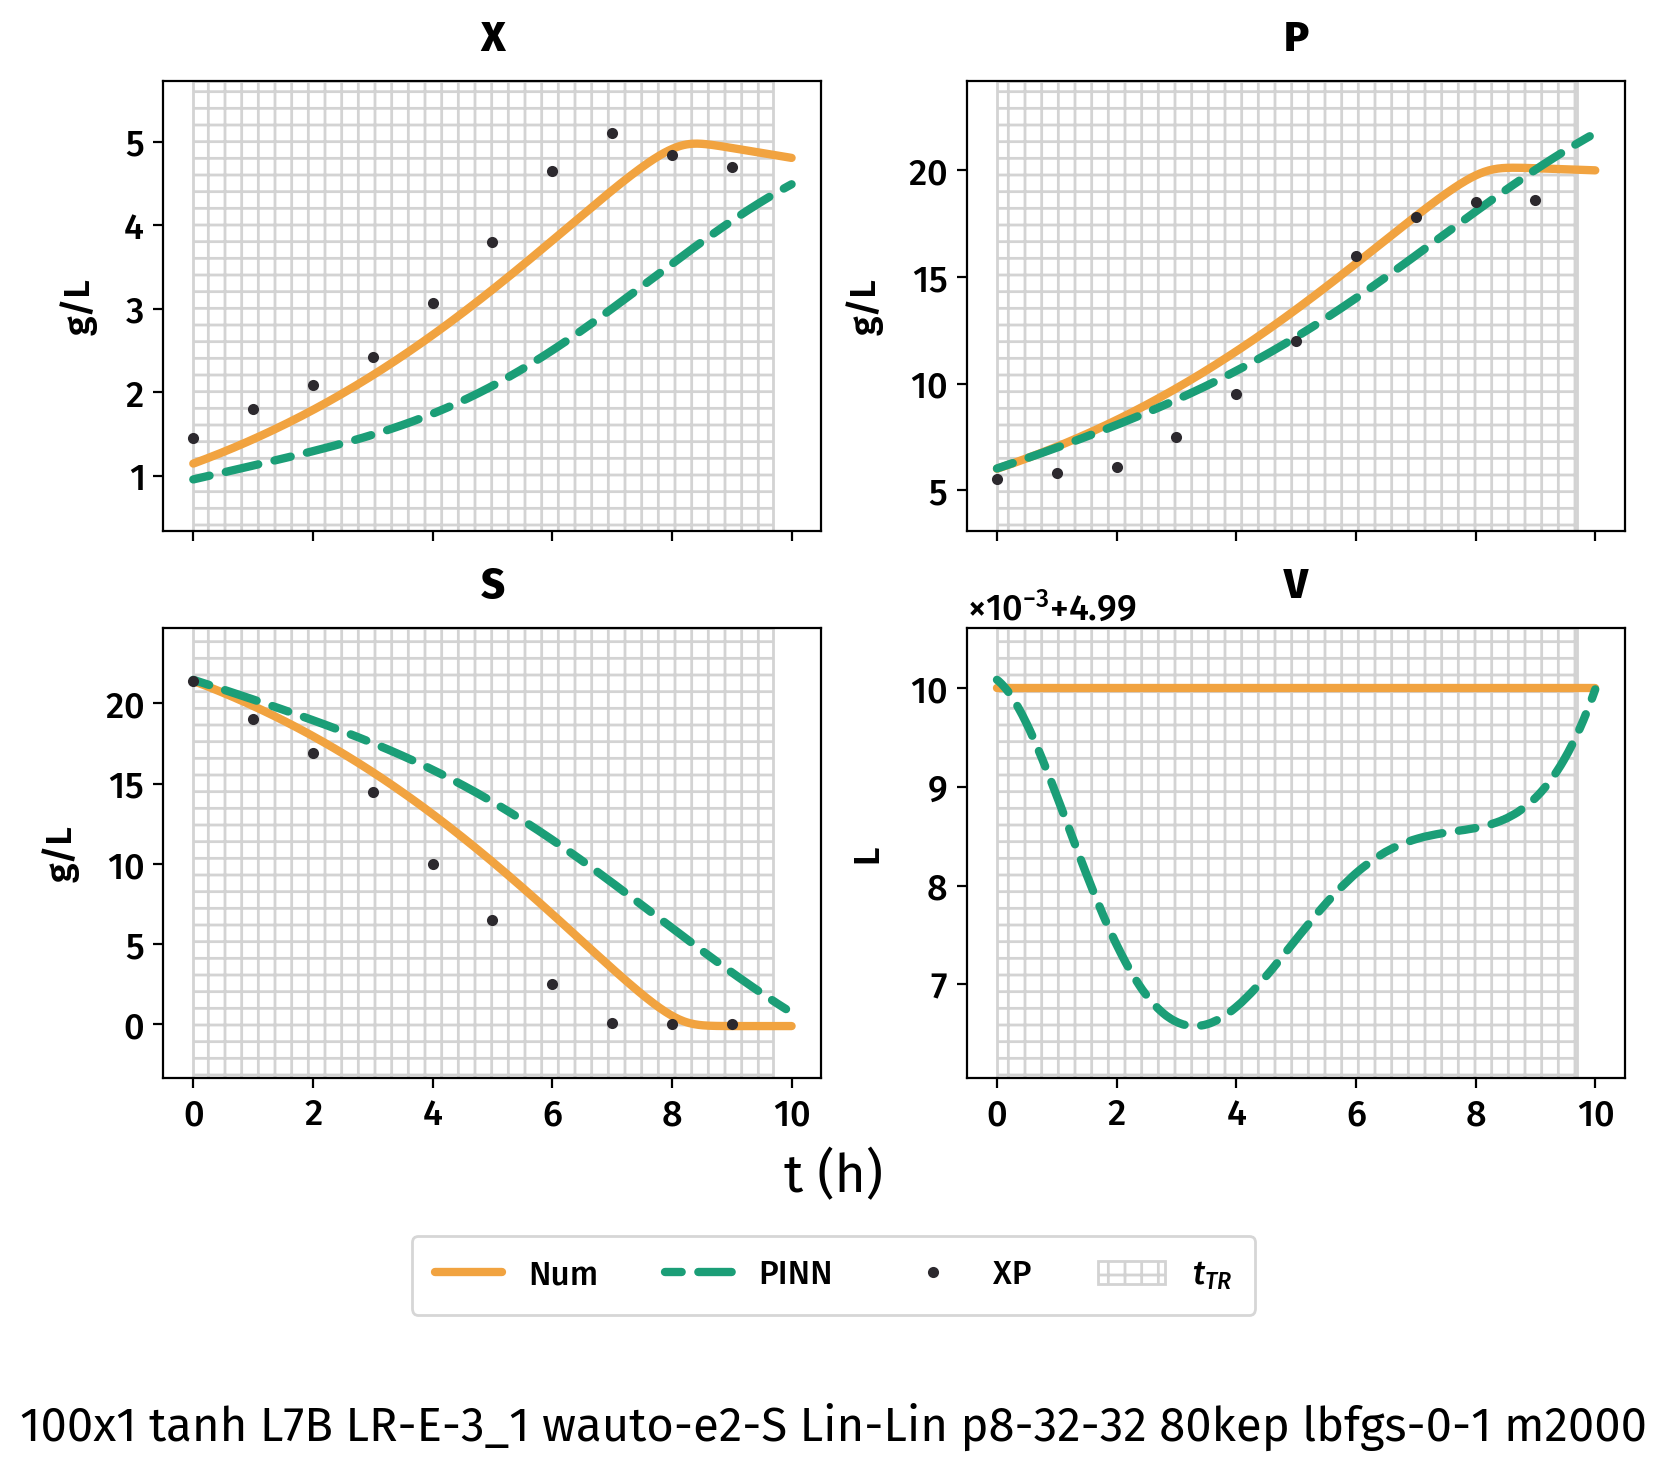 X
P
g/L
5
4
3
2
1
g/L
20
15
10
5
S
V
×10⁻³+4.99
g/L
20
15
10
5
0
L
10
9
8
7
0 2 4 6 8 10
0 2 4 6 8 10
t (h)
Num PINN XP t_TR
100x1 tanh L7B LR-E-3_1 wauto-e2-S Lin-Lin p8-32-32 80kep lbfgs-0-1 m2000